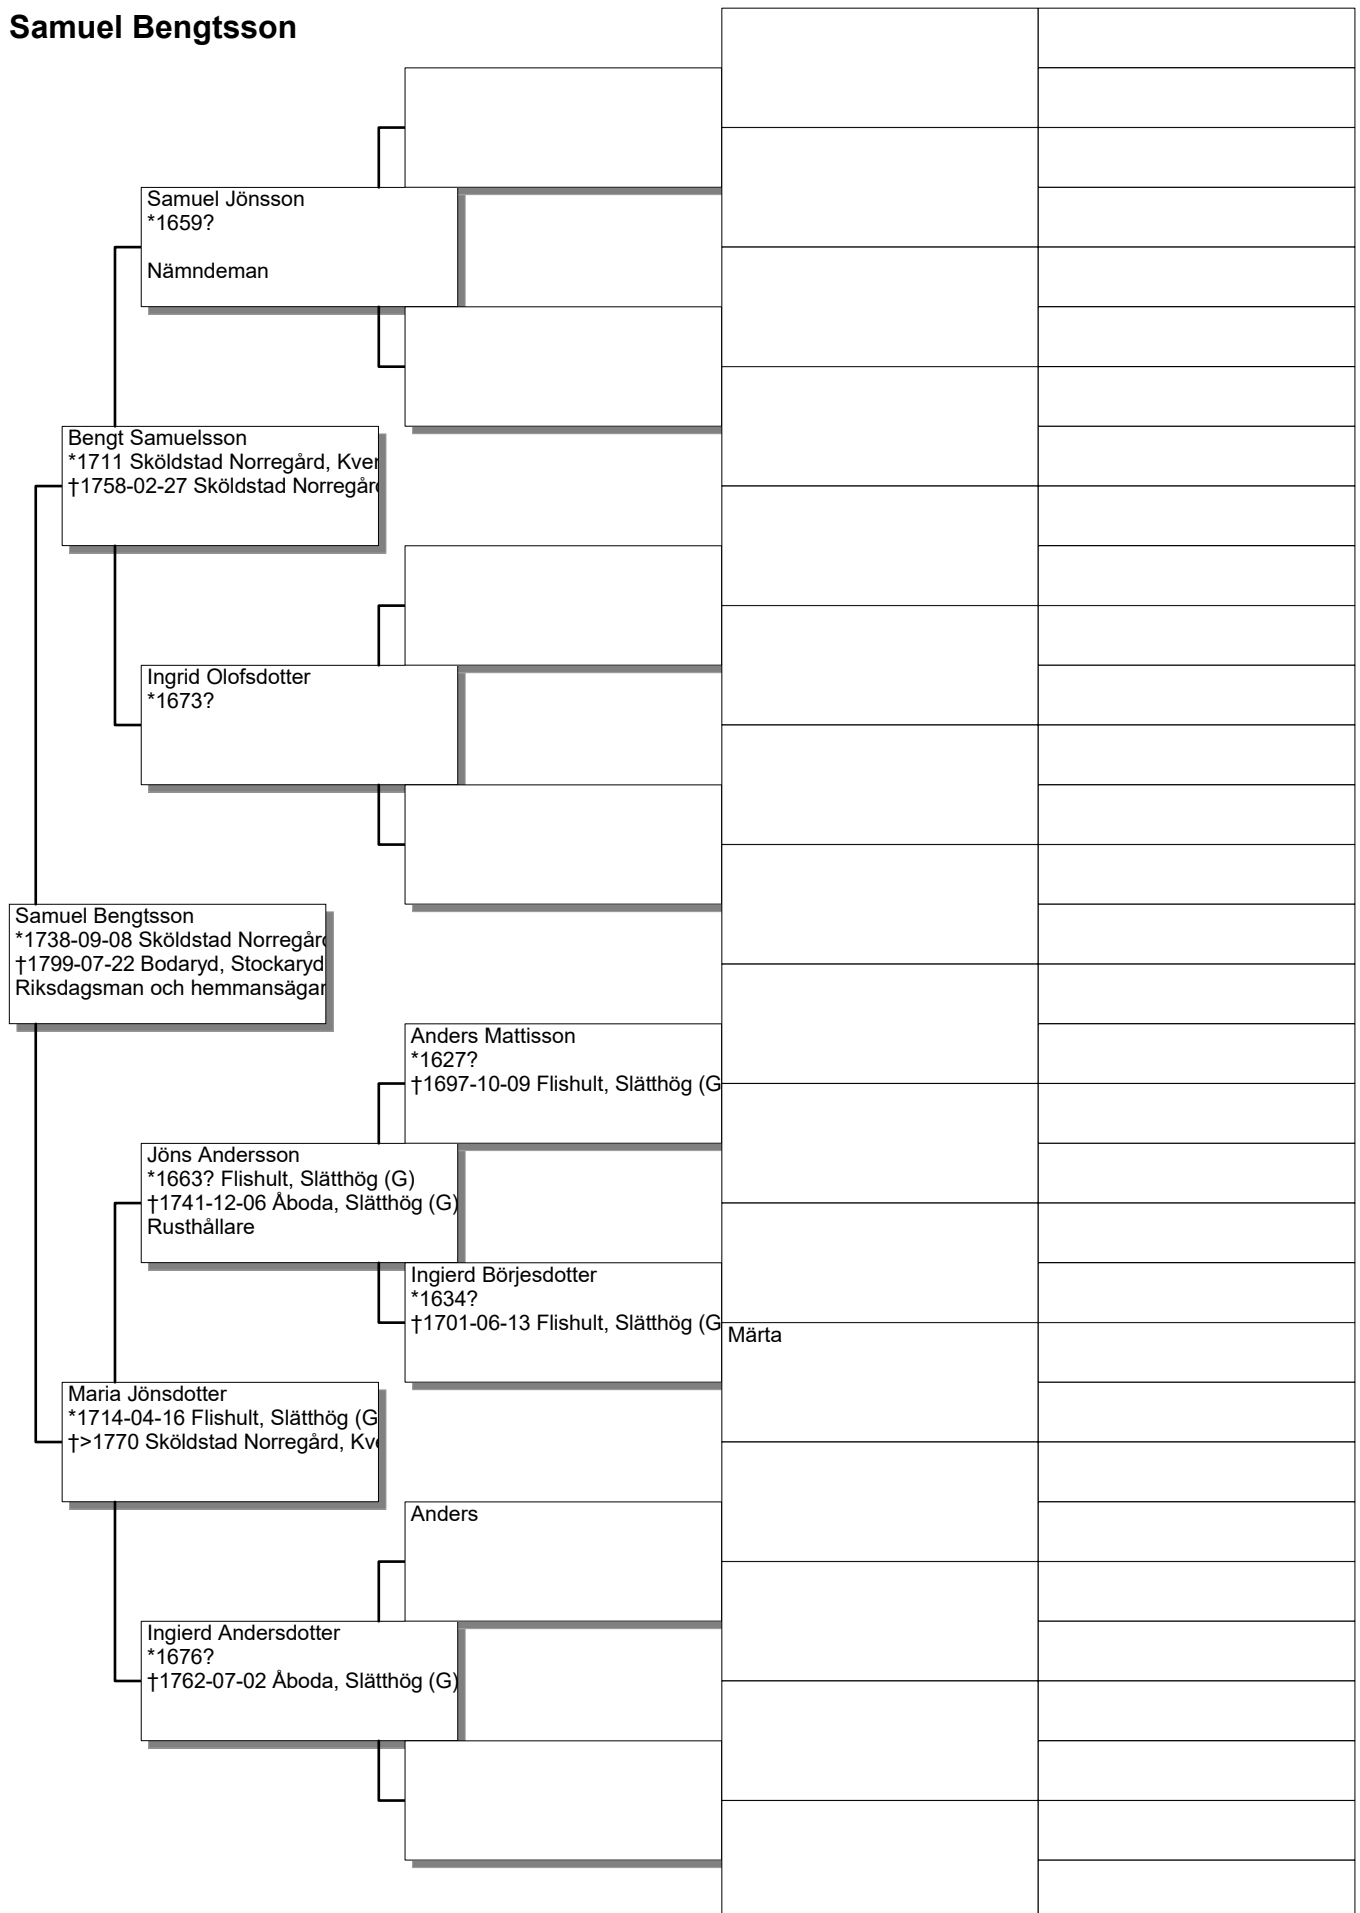 Samuel Bengtsson
Samuel Jönsson
*1659?
Nämndeman
Bengt Samuelsson
*1711 Sköldstad Norregård, Kver
†1758-02-27 Sköldstad Norregård
Ingrid Olofsdotter
*1673?
Samuel Bengtsson
*1738-09-08 Sköldstad Norregård
†1799-07-22 Bodaryd, Stockaryd
Riksdagsman och hemmansägar
Anders Mattisson
*1627?
†1697-10-09 Flishult, Slätthög (G
Jöns Andersson
*1663? Flishult, Slätthög (G)
†1741-12-06 Åboda, Slätthög (G)
Rusthållare
Ingierd Börjesdotter
*1634?
†1701-06-13 Flishult, Slätthög (G
Märta
Maria Jönsdotter
*1714-04-16 Flishult, Slätthög (G
†>1770 Sköldstad Norregård, Kve
Anders
Ingierd Andersdotter
*1676?
†1762-07-02 Åboda, Slätthög (G)